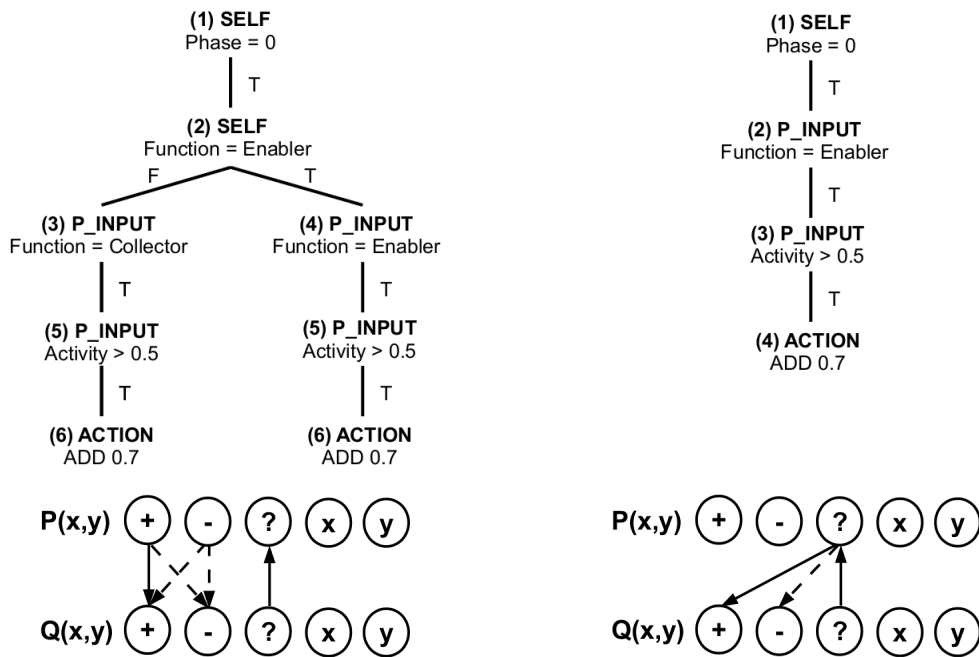 (1) SELF
Phase = 0
T
(2) SELF
Function = Enabler
F T
(3) P_INPUT (4) P_INPUT
Function = Collector Function = Enabler
T T
(5) P_INPUT (5) P_INPUT
Activity > 0.5 Activity > 0.5
T T
(6) ACTION (6) ACTION
ADD 0.7 ADD 0.7
P(x,y) + - ? x y
Q(x,y) + - ? x y
(1) SELF
Phase = 0
T
(2) P_INPUT
Function = Enabler
T
(3) P_INPUT
Activity > 0.5
T
(4) ACTION
ADD 0.7
P(x,y) + - ? x y
Q(x,y) + - ? x y